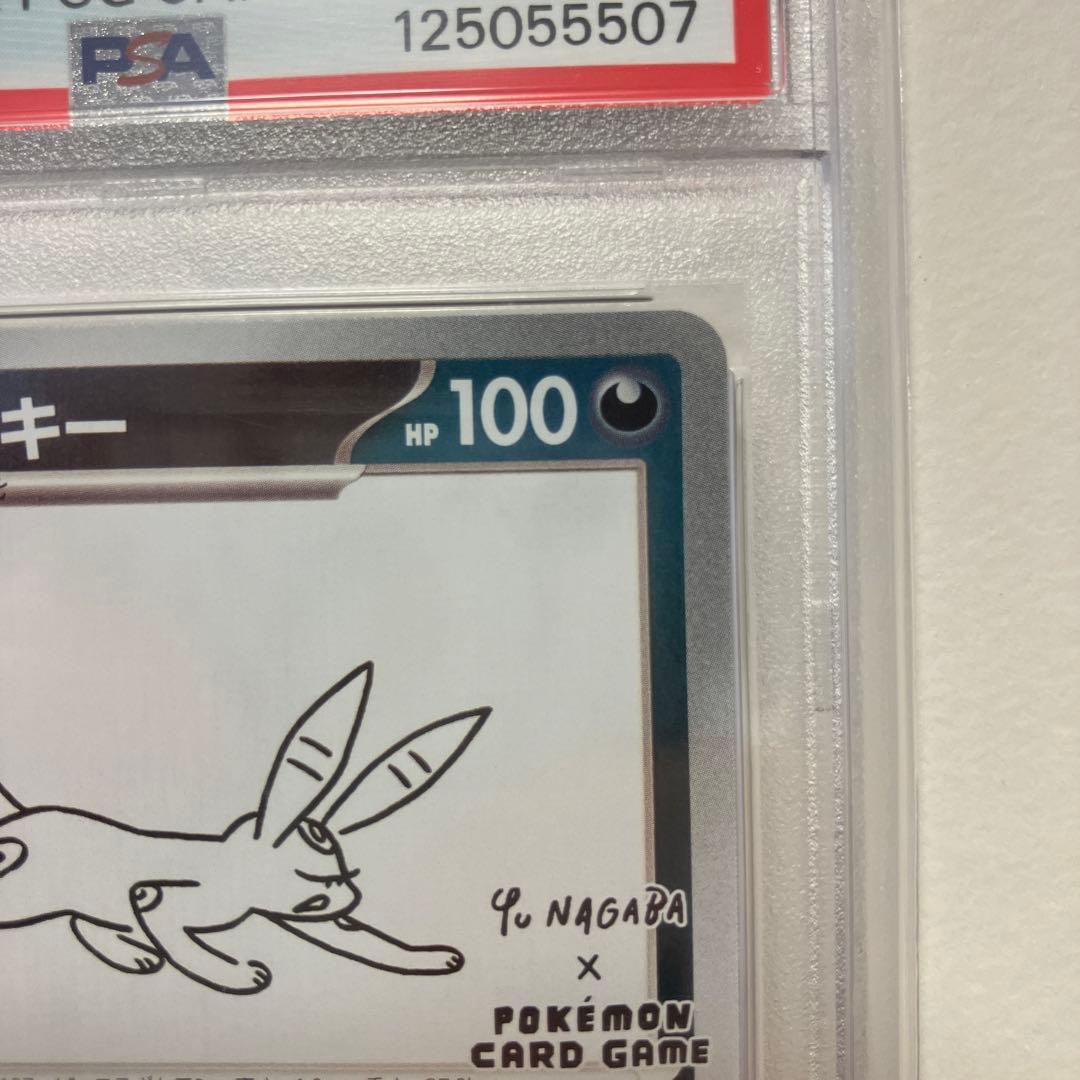 125055507
PSA
キー
HP 100
Yu NAGABA
×
POKÉMON
CARD GAME